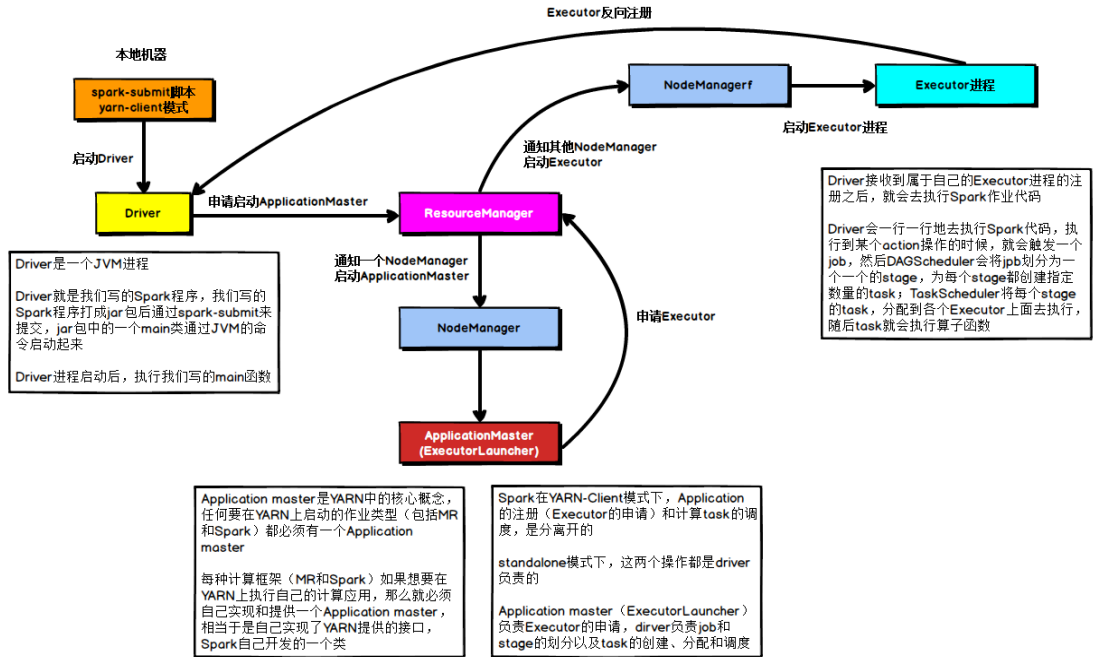 Executor反向注册
本地机器
spark-submit脚本
yarn-client模式
NodeManagerf
Executor进程
启动Executor进程
启动Driver
通知其他NodeManager
启动Executor
Driver
申请启动ApplicationMaster
ResourceManager
Driver接收到属于自己的Executor进程的注
册之后，就会去执行Spark作业代码
Driver会一行一行地去执行Spark代码，执
行到某个action操作的时候，就会触发一个
job，然后DAGScheduler会将jpb划分为一
个一个的stage，为每个stage都创建指定
数量的task；TaskScheduler将每个stage
的task，分配到各个Executor上面去执行，
随后task就会执行算子函数
Driver是一个JVM进程
Driver就是我们写的Spark程序，我们写的
Spark程序打成jar包后通过spark-submit来
提交，jar包中的一个main类通过JVM的命
令启动起来
Driver进程启动后，执行我们写的main函数
通知一个NodeManager
启动ApplicationMaster
NodeManager
申请Executor
ApplicationMaster
(ExecutorLauncher)
Application master是YARN中的核心概念，
任何要在YARN上启动的作业类型（包括MR
和Spark）都必须有一个Application
master
每种计算框架（MR和Spark）如果想要在
YARN上执行自己的计算应用，那么就必须
自己实现和提供一个Application master，
相当于是自己实现了YARN提供的接口，
Spark自己开发的一个类
Spark在YARN-Client模式下，Application
的注册（Executor的申请）和计算task的调
度，是分离开的
standalone模式下，这两个操作都是driver
负责的
Application master（ExecutorLauncher）
负责Executor的申请，dirver负责job和
stage的划分以及task的创建、分配和调度